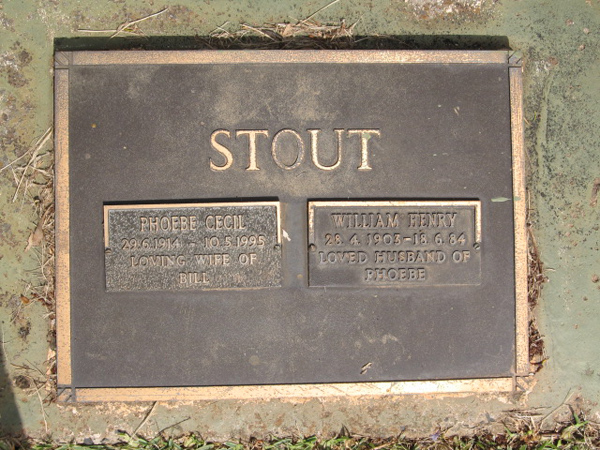 STOUT
PHOEBE CECIL
29.6.1914 - 10.5.1995
LOVING WIFE OF
BILL
WILLIAM HENRY
28.4.1903-18.6.84
LOVED HUSBAND OF
PHOEBE